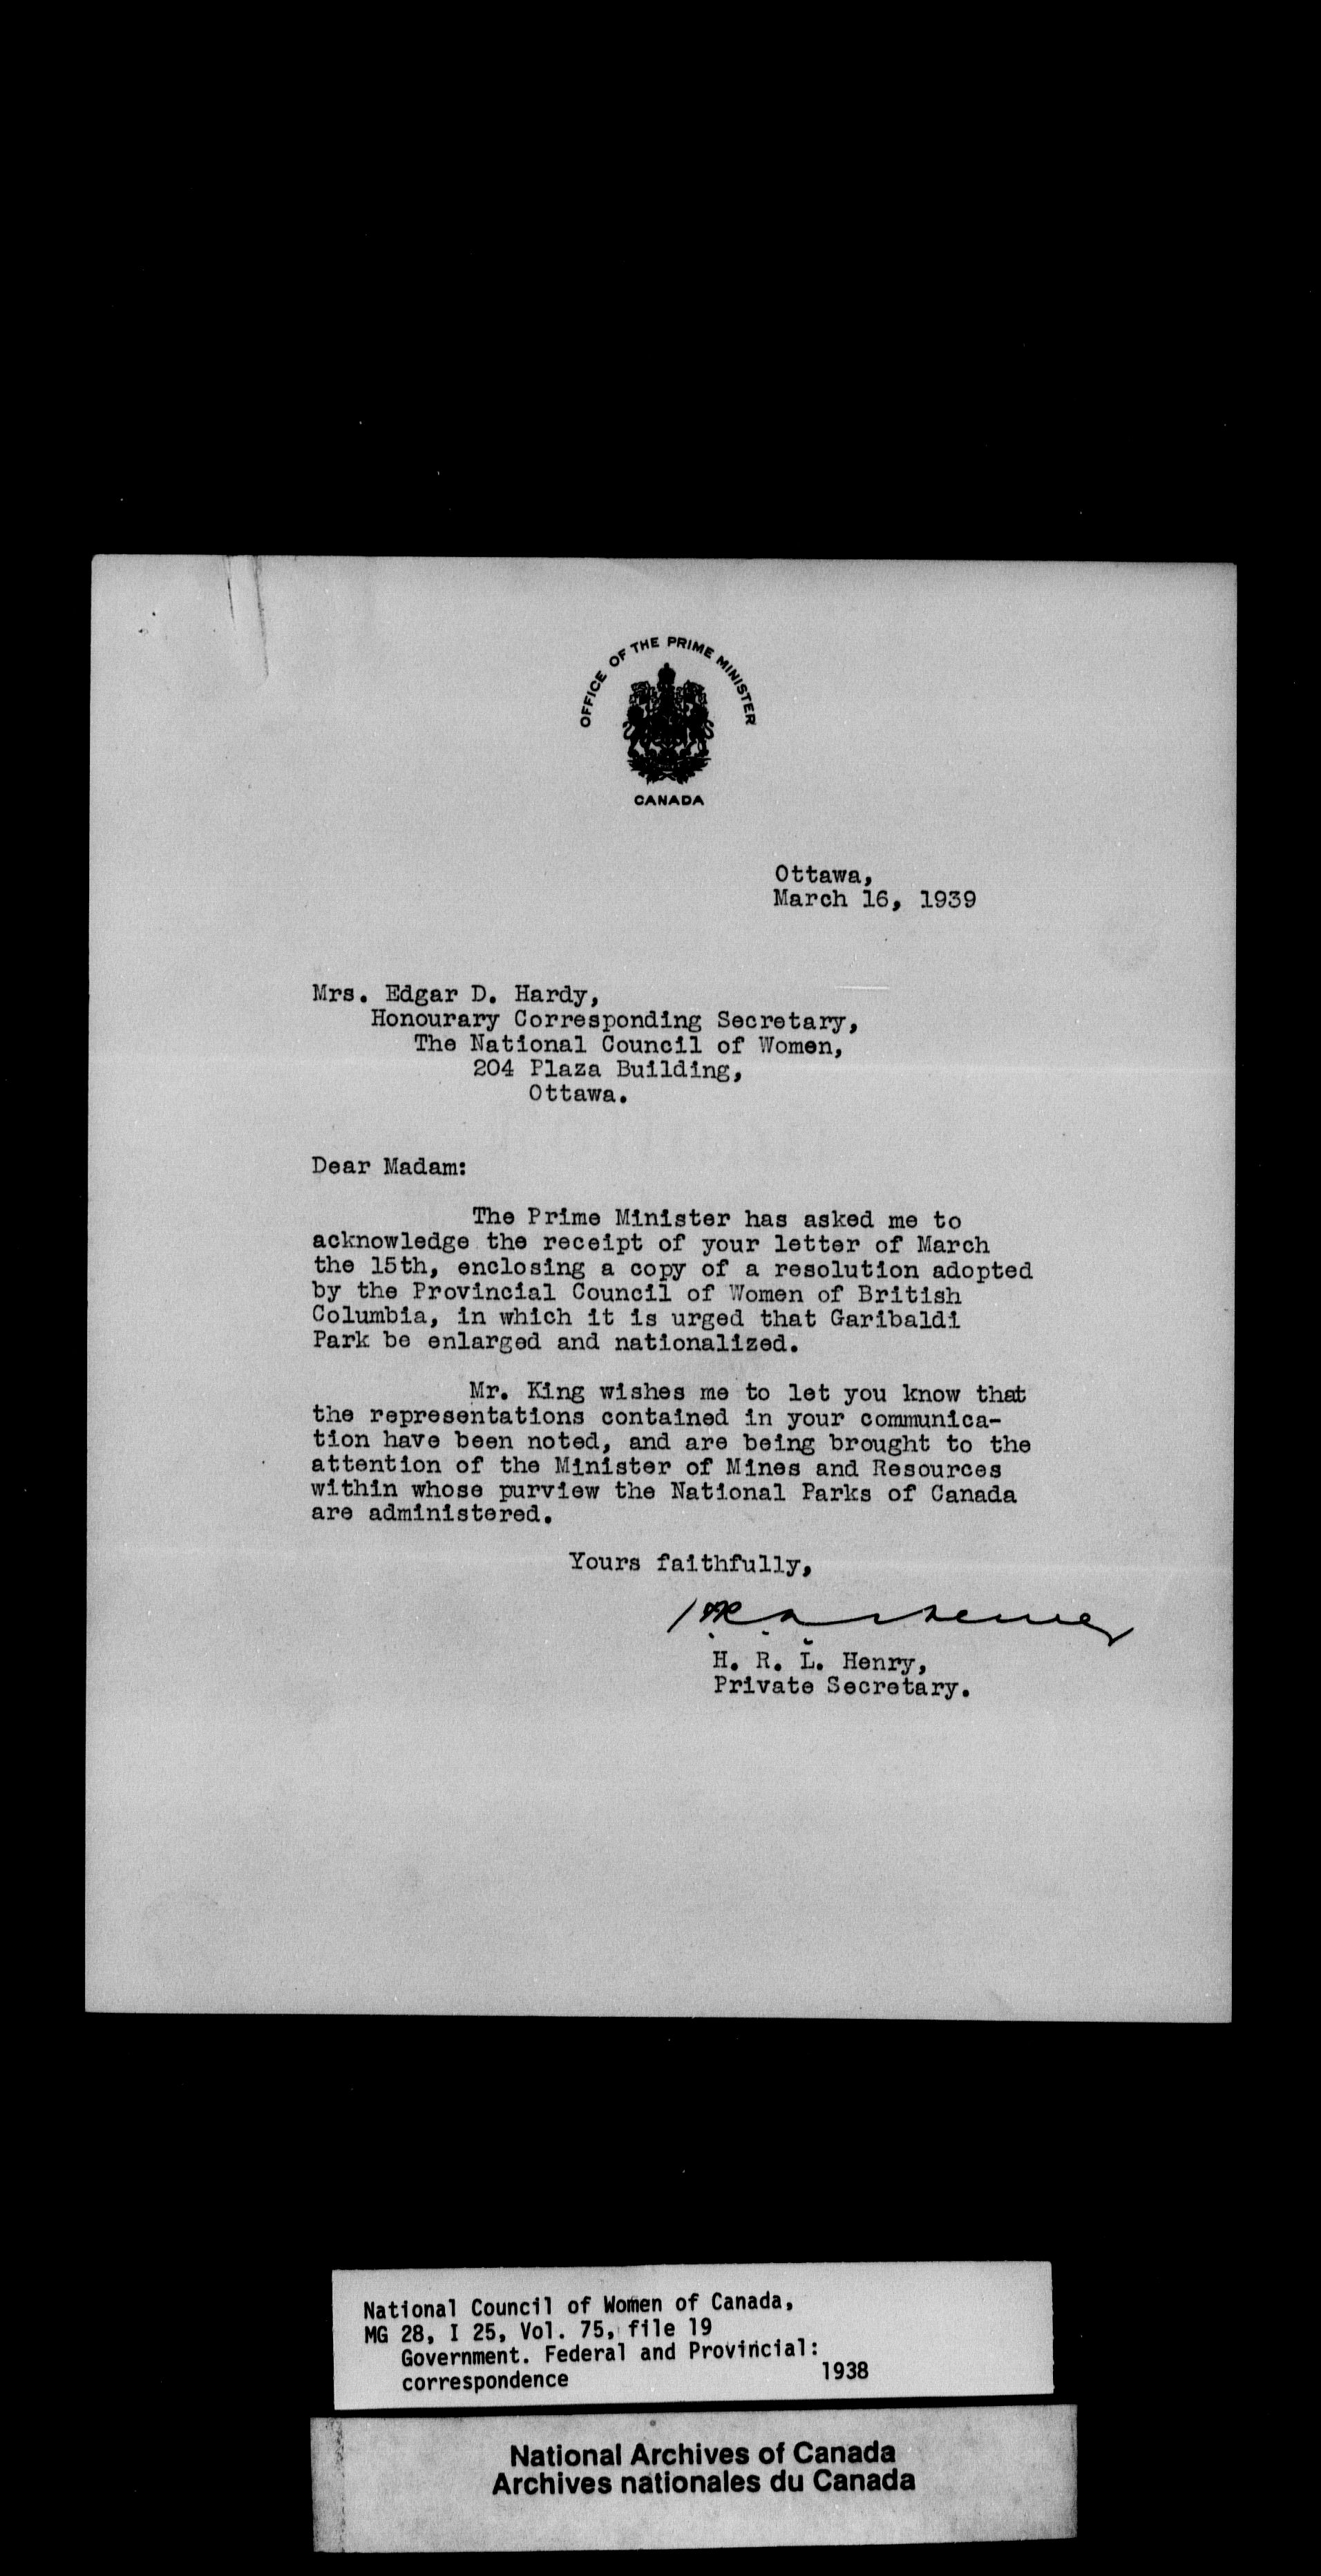 OFFICE OF THE PRIME MINISTER
CANADA
Ottawa,
March 16, 1939
Mrs. Edgar D. Hardy,
Honourary Corresponding Secretary,
The National Council of Women,
204 Plaza Building,
Ottawa.
Dear Madam:
The Prime Minister has asked me to
acknowledge the receipt of your letter of March
the 15th, enclosing a copy of a resolution adopted
by the Provincial Council of Women of British
Columbia, in which it is urged that Garibaldi
Park be enlarged and nationalized.
Mr. King wishes me to let you know that
the representations contained in your communica-
tion have been noted, and are being brought to the
attention of the Minister of Mines and Resources
within whose purview the National Parks of Canada
are administered.
Yours faithfully,
H. R. L. Henry,
Private Secretary.
National Council of Women of Canada,
MG 28, I 25, Vol. 75, file 19
Government. Federal and Provincial:
correspondence 1938
National Archives of Canada
Archives nationales du Canada